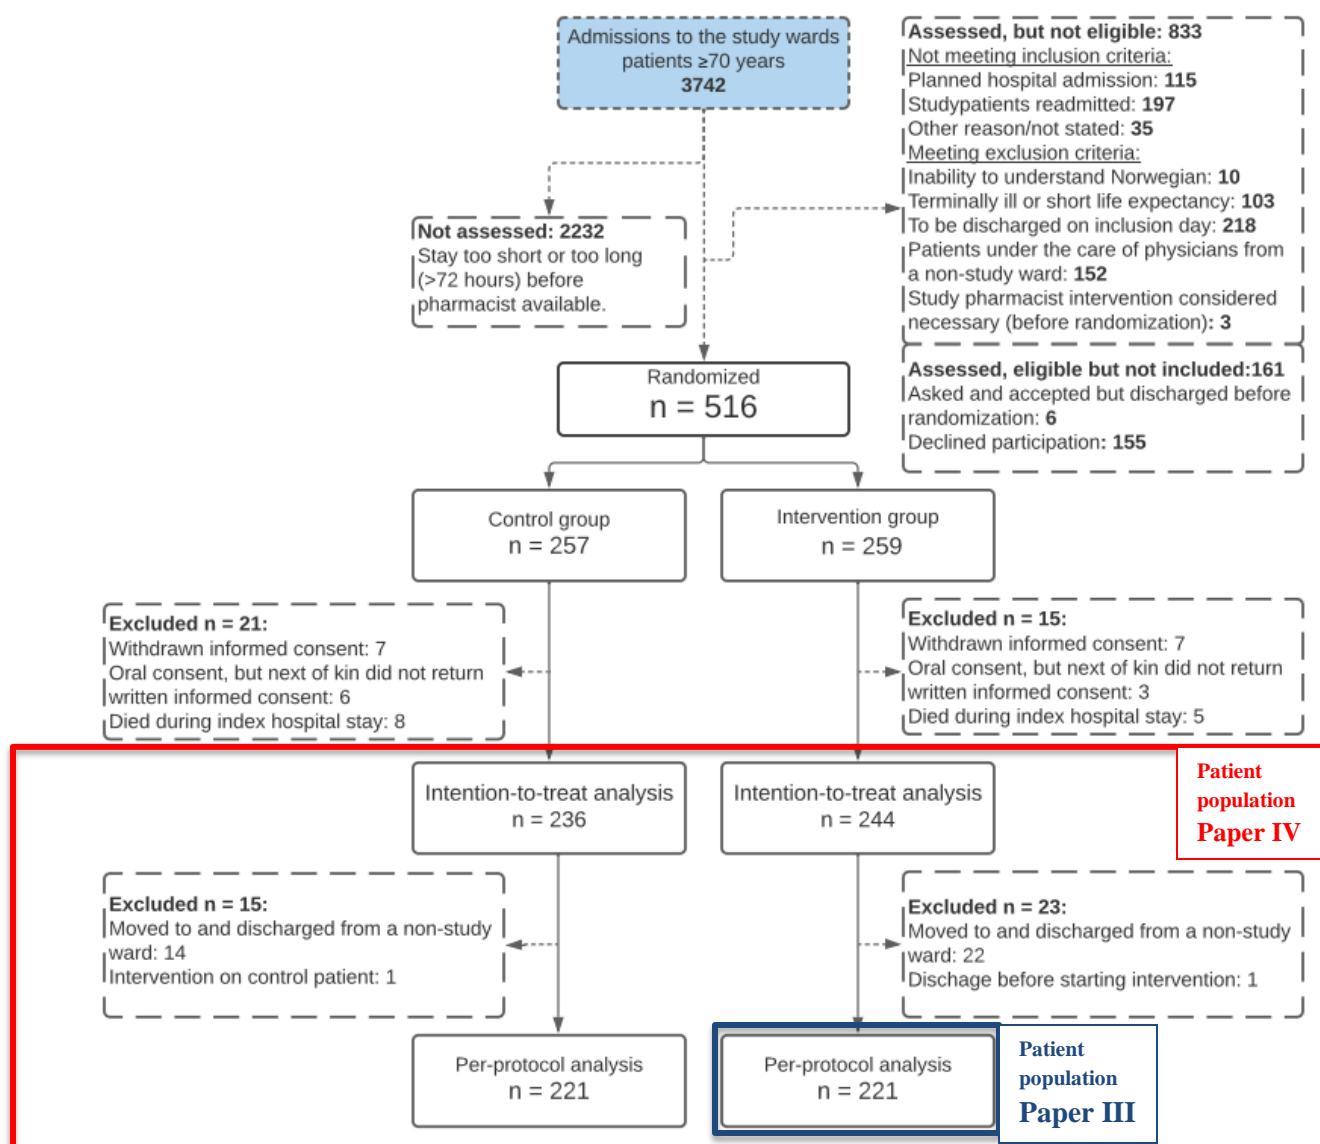 Admissions to the study wards
patients ≥70 years
3742
Assessed, but not eligible: 833
Not meeting inclusion criteria:
Planned hospital admission: 115
Studypatients readmitted: 197
Other reason/not stated: 35
Meeting exclusion criteria:
Inability to understand Norwegian: 10
Terminally ill or short life expectancy: 103
To be discharged on inclusion day: 218
Patients under the care of physicians from
a non-study ward: 152
Study pharmacist intervention considered
necessary (before randomization): 3
Not assessed: 2232
Stay too short or too long
(>72 hours) before
pharmacist available.
Assessed, eligible but not included:161
Asked and accepted but discharged before
randomization: 6
Declined participation: 155
Randomized
n = 516
Control group
n = 257
Intervention group
n = 259
Excluded n = 21:
Withdrawn informed consent: 7
Oral consent, but next of kin did not return
written informed consent: 6
Died during index hospital stay: 8
Excluded n = 15:
Withdrawn informed consent: 7
Oral consent, but next of kin did not return
written informed consent: 3
Died during index hospital stay: 5
Intention-to-treat analysis
n = 236
Intention-to-treat analysis
n = 244
Patient
population
Paper IV
Excluded n = 15:
Moved to and discharged from a non-study
ward: 14
Intervention on control patient: 1
Excluded n = 23:
Moved to and discharged from a non-study
ward: 22
Dischage before starting intervention: 1
Per-protocol analysis
n = 221
Per-protocol analysis
n = 221
Patient
population
Paper III